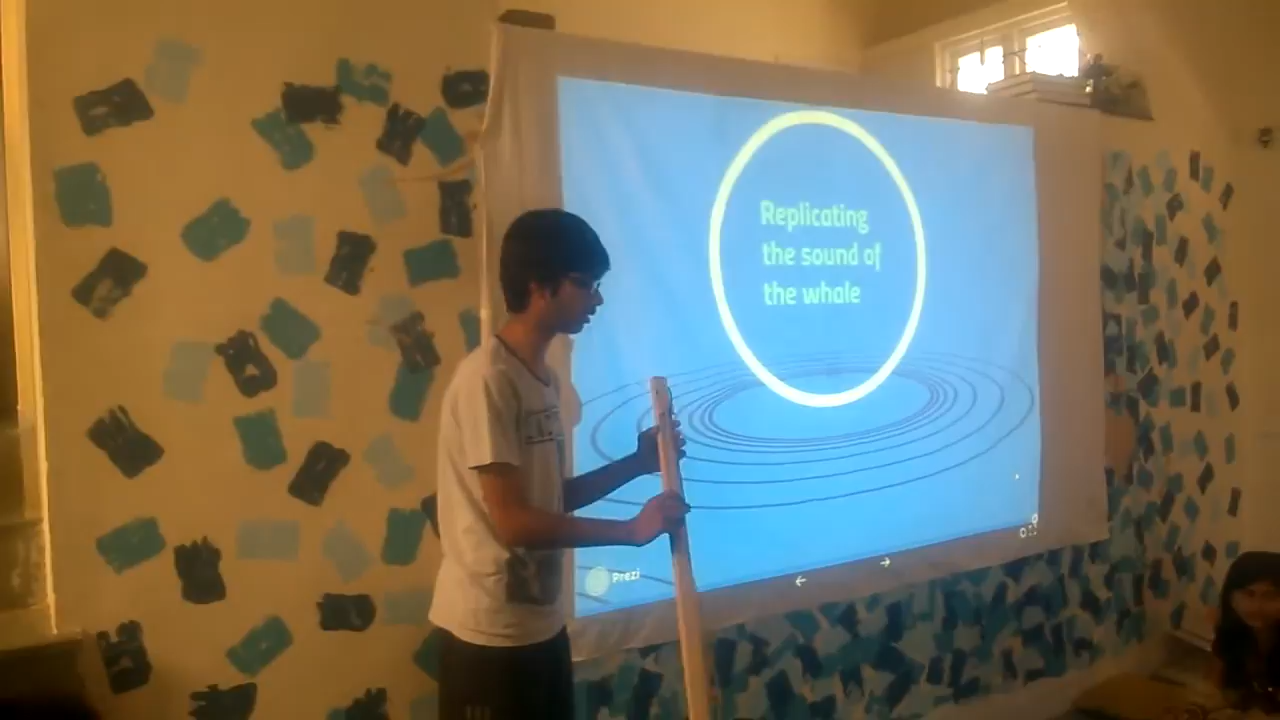 Replicating
the sound of
the whale
Prezi